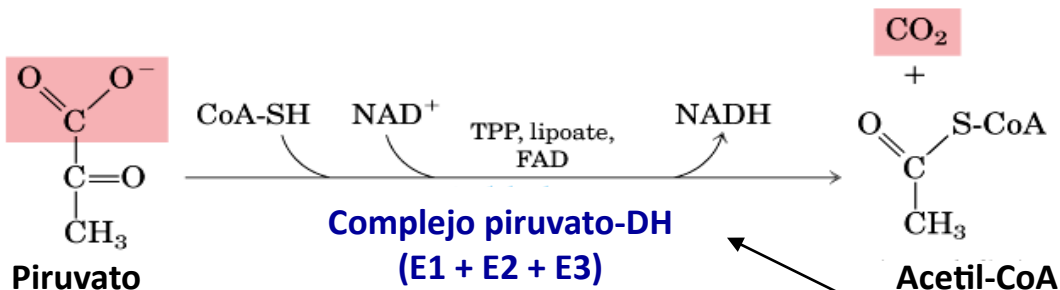 CO₂
+
O
O⁻
C
C=O
CH₃
Piruvato
CoA-SH
NAD⁺
TPP, lipoate,
FAD
NADH
Complejo piruvato-DH
(E1 + E2 + E3)
O
S-CoA
C
CH₃
Acetil-CoA